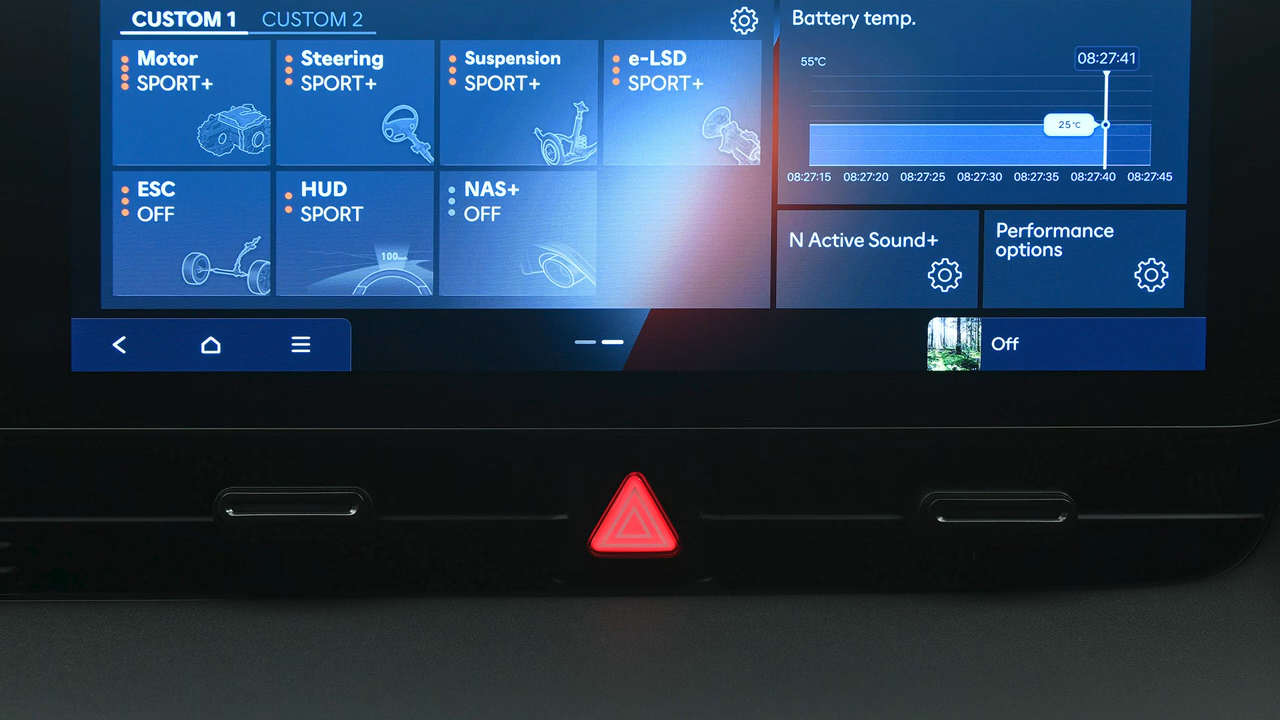 CUSTOM 1 CUSTOM 2
Motor
SPORT+
Steering
SPORT+
Suspension
SPORT+
e-LSD
SPORT+
ESC
OFF
HUD
SPORT
100
NAS+
OFF
Battery temp.
55°C
08:27:41
25°C
08:27:15 08:27:20 08:27:25 08:27:30 08:27:35 08:27:40 08:27:45
N Active Sound+
Performance
options
Off